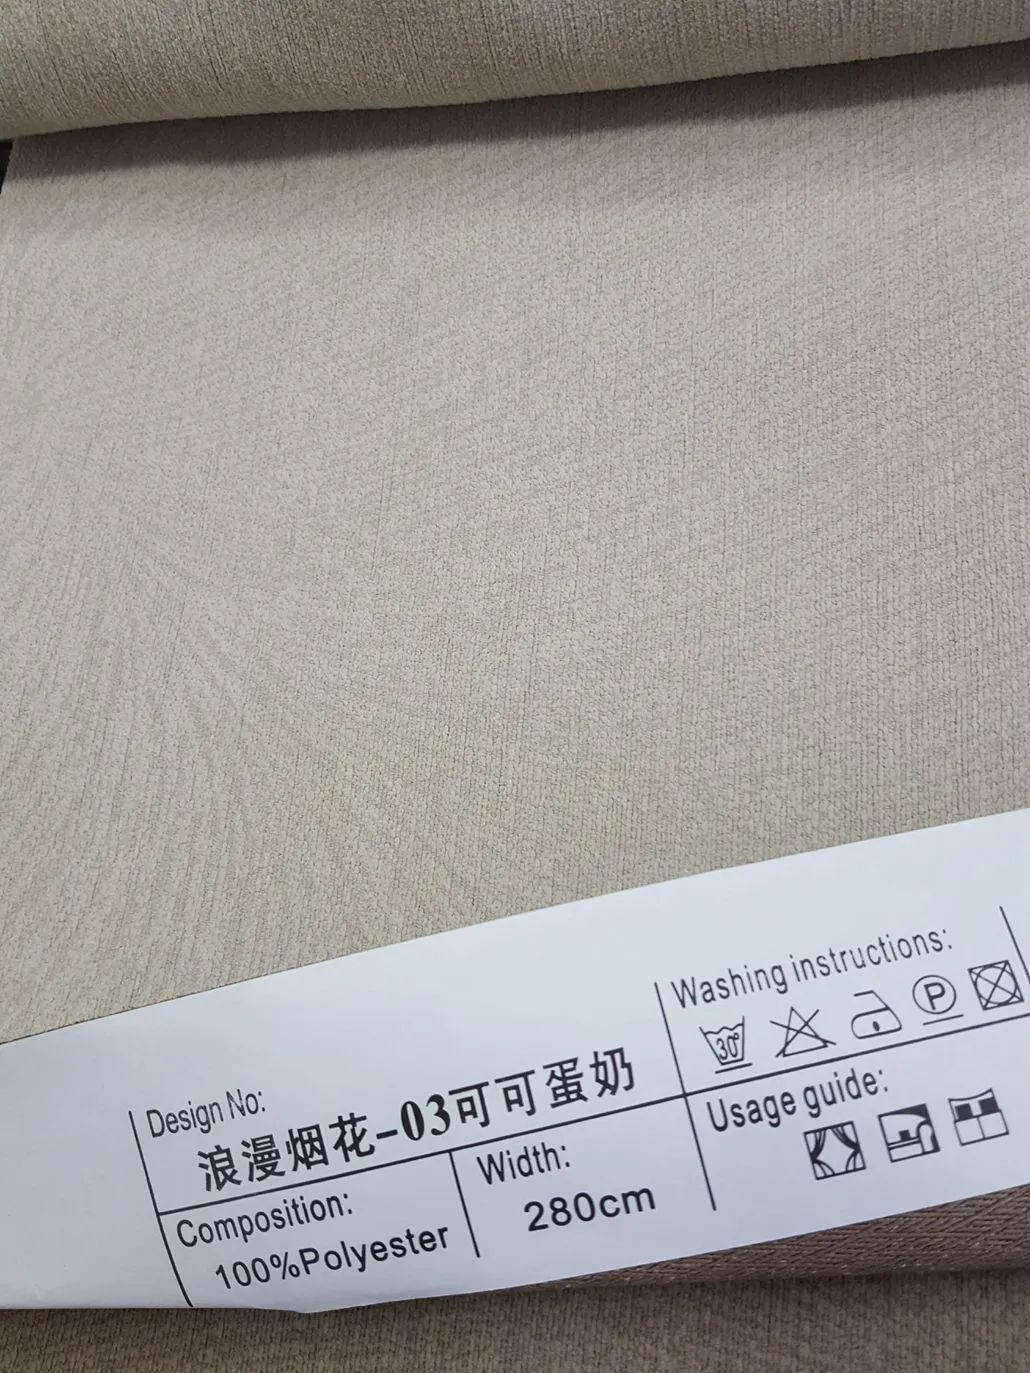 Design No:
浪漫烟花-03可可蛋奶
Composition:
100%Polyester
Width:
280cm
Washing instructions:
30°
P
Usage guide: